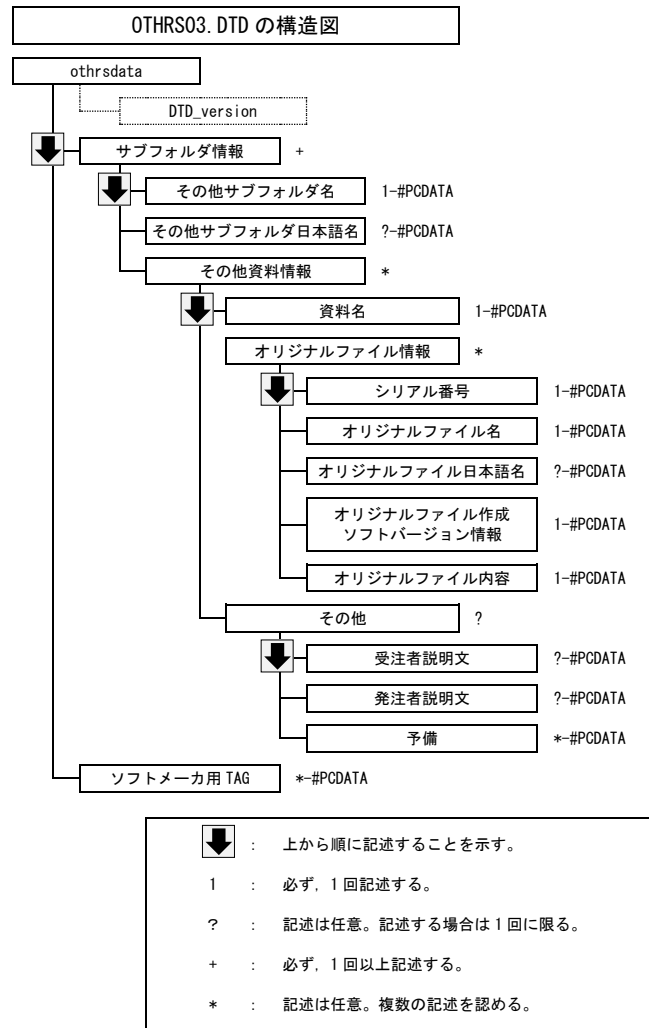 OTHRS03.DTD の構造図
othrsdata
DTD_version
サブフォルダ情報 +
その他サブフォルダ名 1-#PCDATA
その他サブフォルダ日本語名 ?-#PCDATA
その他資料情報 *
資料名 1-#PCDATA
オリジナルファイル情報 *
シリアル番号 1-#PCDATA
オリジナルファイル名 1-#PCDATA
オリジナルファイル日本語名 ?-#PCDATA
オリジナルファイル作成
ソフトバージョン情報 1-#PCDATA
オリジナルファイル内容 1-#PCDATA
その他 ?
受注者説明文 ?-#PCDATA
発注者説明文 ?-#PCDATA
予備 *-#PCDATA
ソフトメーカ用 TAG *-#PCDATA
: 上から順に記述することを示す。
1 : 必ず，1 回記述する。
? : 記述は任意。記述する場合は 1 回に限る。
+ : 必ず，1 回以上記述する。
* : 記述は任意。複数の記述を認める。